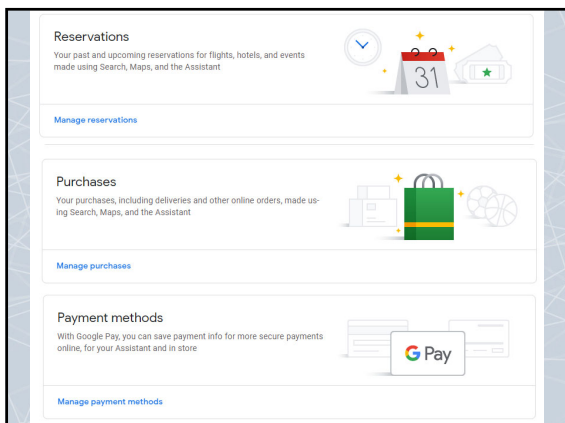 Reservations
Your past and upcoming reservations for flights, hotels, and events
made using Search, Maps, and the Assistant
31
Manage reservations
Purchases
Your purchases, including deliveries and other online orders, made us-
ing Search, Maps, and the Assistant
Manage purchases
Payment methods
With Google Pay, you can save payment info for more secure payments
online, for your Assistant and in store
G Pay
Manage payment methods